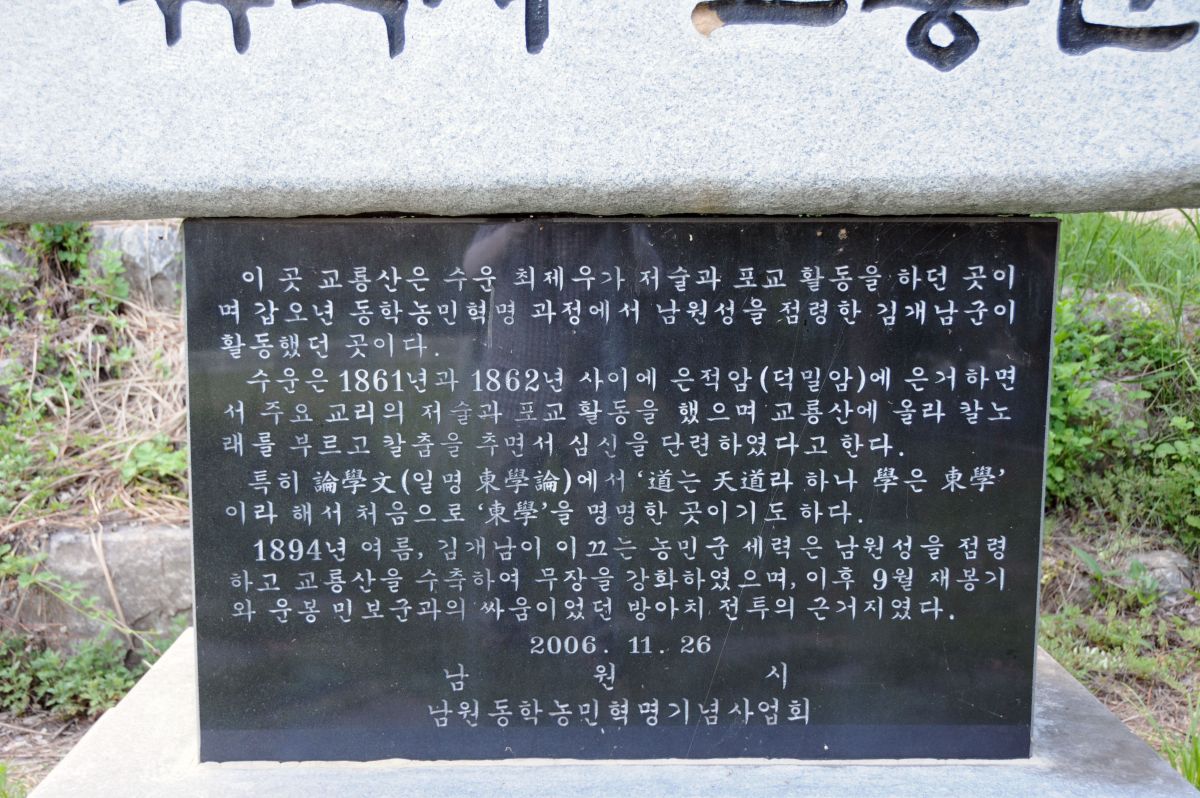 이 곳 교룡산은 수운 최제우가 저술과 포교 활동을 하던 곳이
며 갑오년 동학농민혁명 과정에서 남원성을 점령한 김개남군이
활동했던 곳이다.
수운은 1861년과 1862년 사이에 은적암(덕밀암)에 은거하면
서 주요 교리의 저술과 포교 활동을 했으며 교룡산에 올라 칼노
래를 부르고 칼춤을 추면서 심신을 단련하였다고 한다.
특히 論學文(일명 東學論)에서 ‘道는 天道라 하나 學은 東學’
이라 해서 처음으로 ‘東學’을 명명한 곳이기도 하다.
1894년 여름, 김개남이 이끄는 농민군 세력은 남원성을 점령
하고 교룡산을 수축하여 무장을 강화하였으며, 이후 9월 재봉기
와 운봉 민보군과의 싸움이었던 방아치 전투의 근거지였다.
2006. 11. 26
남 원 시
남원동학농민혁명기념사업회